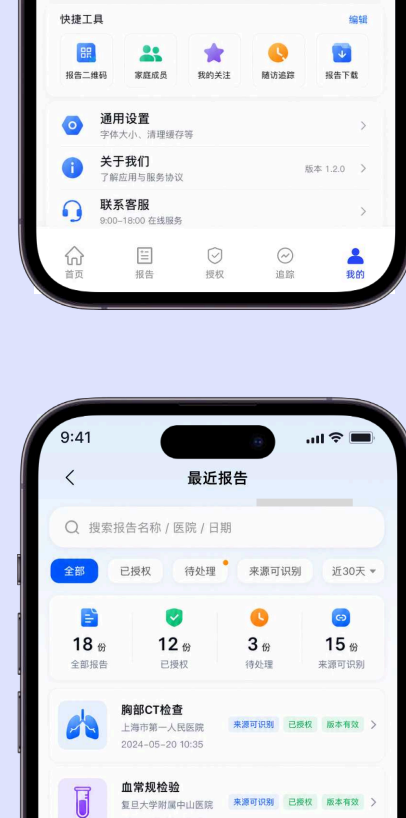 快捷工具
编辑
报告二维码 家庭成员 我的关注 随访追踪 报告下载
通用设置
字体大小、清理缓存等
关于我们
了解应用与服务协议
版本 1.2.0
联系客服
9:00-18:00 在线服务
首页 报告 授权 追踪 我的
9:41
最近报告
搜索报告名称 / 医院 / 日期
全部 已授权 待处理 来源可识别 近30天
18 份 12 份 3 份 15 份
全部报告 已授权 待处理 来源可识别
胸部CT检查
上海市第一人民医院 来源可识别 已授权 版本有效
2024-05-20 10:35
血常规检验
复旦大学附属中山医院 来源可识别 已授权 版本有效